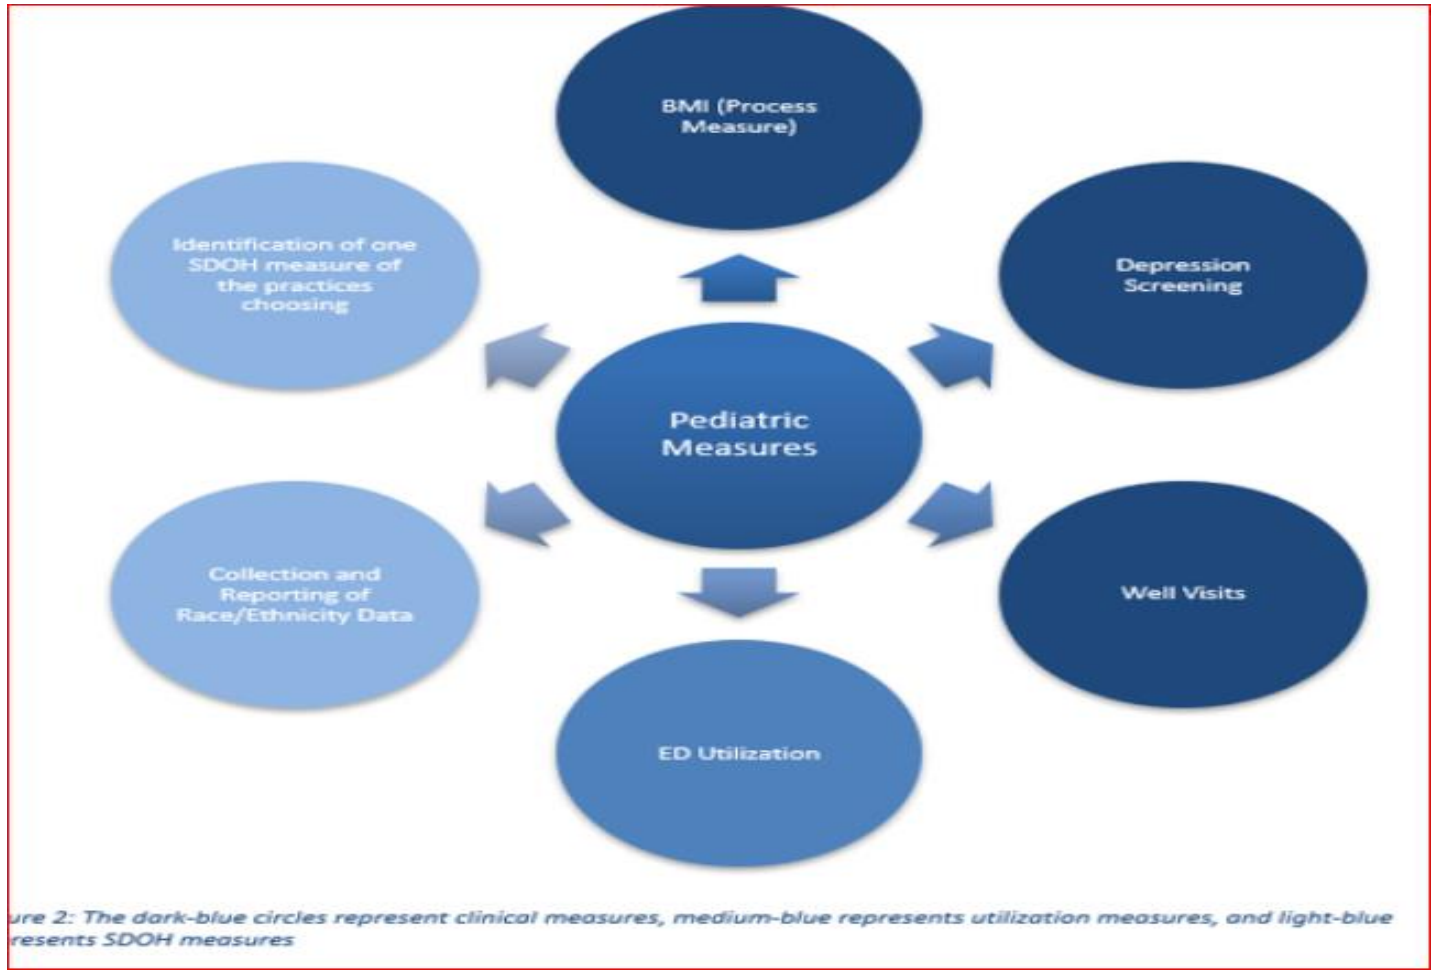 BMI (Process
Measure)
Identification of one
SDOH measure of
the practices
choosing
Depression
Screening
Pediatric
Measures
Collection and
Reporting of
Race/Ethnicity Data
Well Visits
ED Utilization
ure 2: The dark-blue circles represent clinical measures, medium-blue represents utilization measures, and light-blue
resents SDOH measures